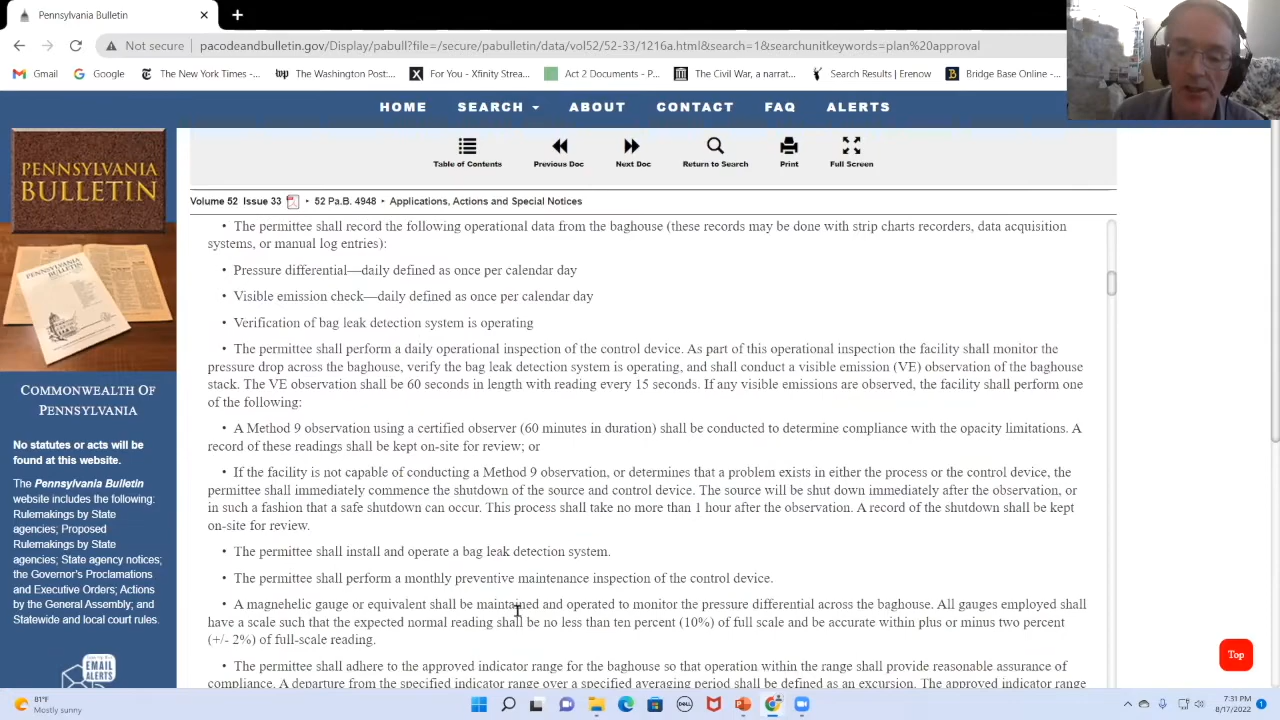 Pennsylvania Bulletin
Not secure
pacodeandbulletin.gov/Display/pabull?file=/secure/pabulletin/data/vol52/52-33/1216a.html&search=1&searchunitkeywords=plan%20approval
Gmail
Google
The New York Times -...
The Washington Post:...
For You - Xfinity Strea...
Act 2 Documents - P...
The Civil War, a narrat...
Search Results | Erenow
Bridge Base Online -...
HOME
SEARCH
ABOUT
CONTACT
FAQ
ALERTS
PENNSYLVANIA
BULLETIN
COMMONWEALTH OF
PENNSYLVANIA
No statutes or acts will be
found at this website.
The Pennsylvania Bulletin
website includes the following:
Rulemakings by State
agencies; Proposed
Rulemakings by State
agencies; State agency notices;
the Governor's Proclamations
and Executive Orders; Actions
by the General Assembly; and
Statewide and local court rules.
EMAIL
ALERTS
Table of Contents
Previous Doc
Next Doc
Return to Search
Print
Full Screen
Volume 52 Issue 33 • 52 Pa.B. 4948 • Applications, Actions and Special Notices
• The permittee shall record the following operational data from the baghouse (these records may be done with strip charts recorders, data acquisition
systems, or manual log entries):
• Pressure differential—daily defined as once per calendar day
• Visible emission check—daily defined as once per calendar day
• Verification of bag leak detection system is operating
• The permittee shall perform a daily operational inspection of the control device. As part of this operational inspection the facility shall monitor the
pressure drop across the baghouse, verify the bag leak detection system is operating, and shall conduct a visible emission (VE) observation of the baghouse
stack. The VE observation shall be 60 seconds in length with reading every 15 seconds. If any visible emissions are observed, the facility shall perform one
of the following:
• A Method 9 observation using a certified observer (60 minutes in duration) shall be conducted to determine compliance with the opacity limitations. A
record of these readings shall be kept on-site for review; or
• If the facility is not capable of conducting a Method 9 observation, or determines that a problem exists in either the process or the control device, the
permittee shall immediately commence the shutdown of the source and control device. The source will be shut down immediately after the observation, or
in such a fashion that a safe shutdown can occur. This process shall take no more than 1 hour after the observation. A record of the shutdown shall be kept
on-site for review.
• The permittee shall install and operate a bag leak detection system.
• The permittee shall perform a monthly preventive maintenance inspection of the control device.
• A magnehelic gauge or equivalent shall be maintained and operated to monitor the pressure differential across the baghouse. All gauges employed shall
have a scale such that the expected normal reading shall be no less than ten percent (10%) of full scale and be accurate within plus or minus two percent
(+/- 2%) of full-scale reading.
• The permittee shall adhere to the approved indicator range for the baghouse so that operation within the range shall provide reasonable assurance of
compliance. A departure from the specified indicator range over a specified averaging period shall be defined as an excursion. The approved indicator range
Top
81°F
Mostly sunny
DELL
7:31 PM
8/17/2022